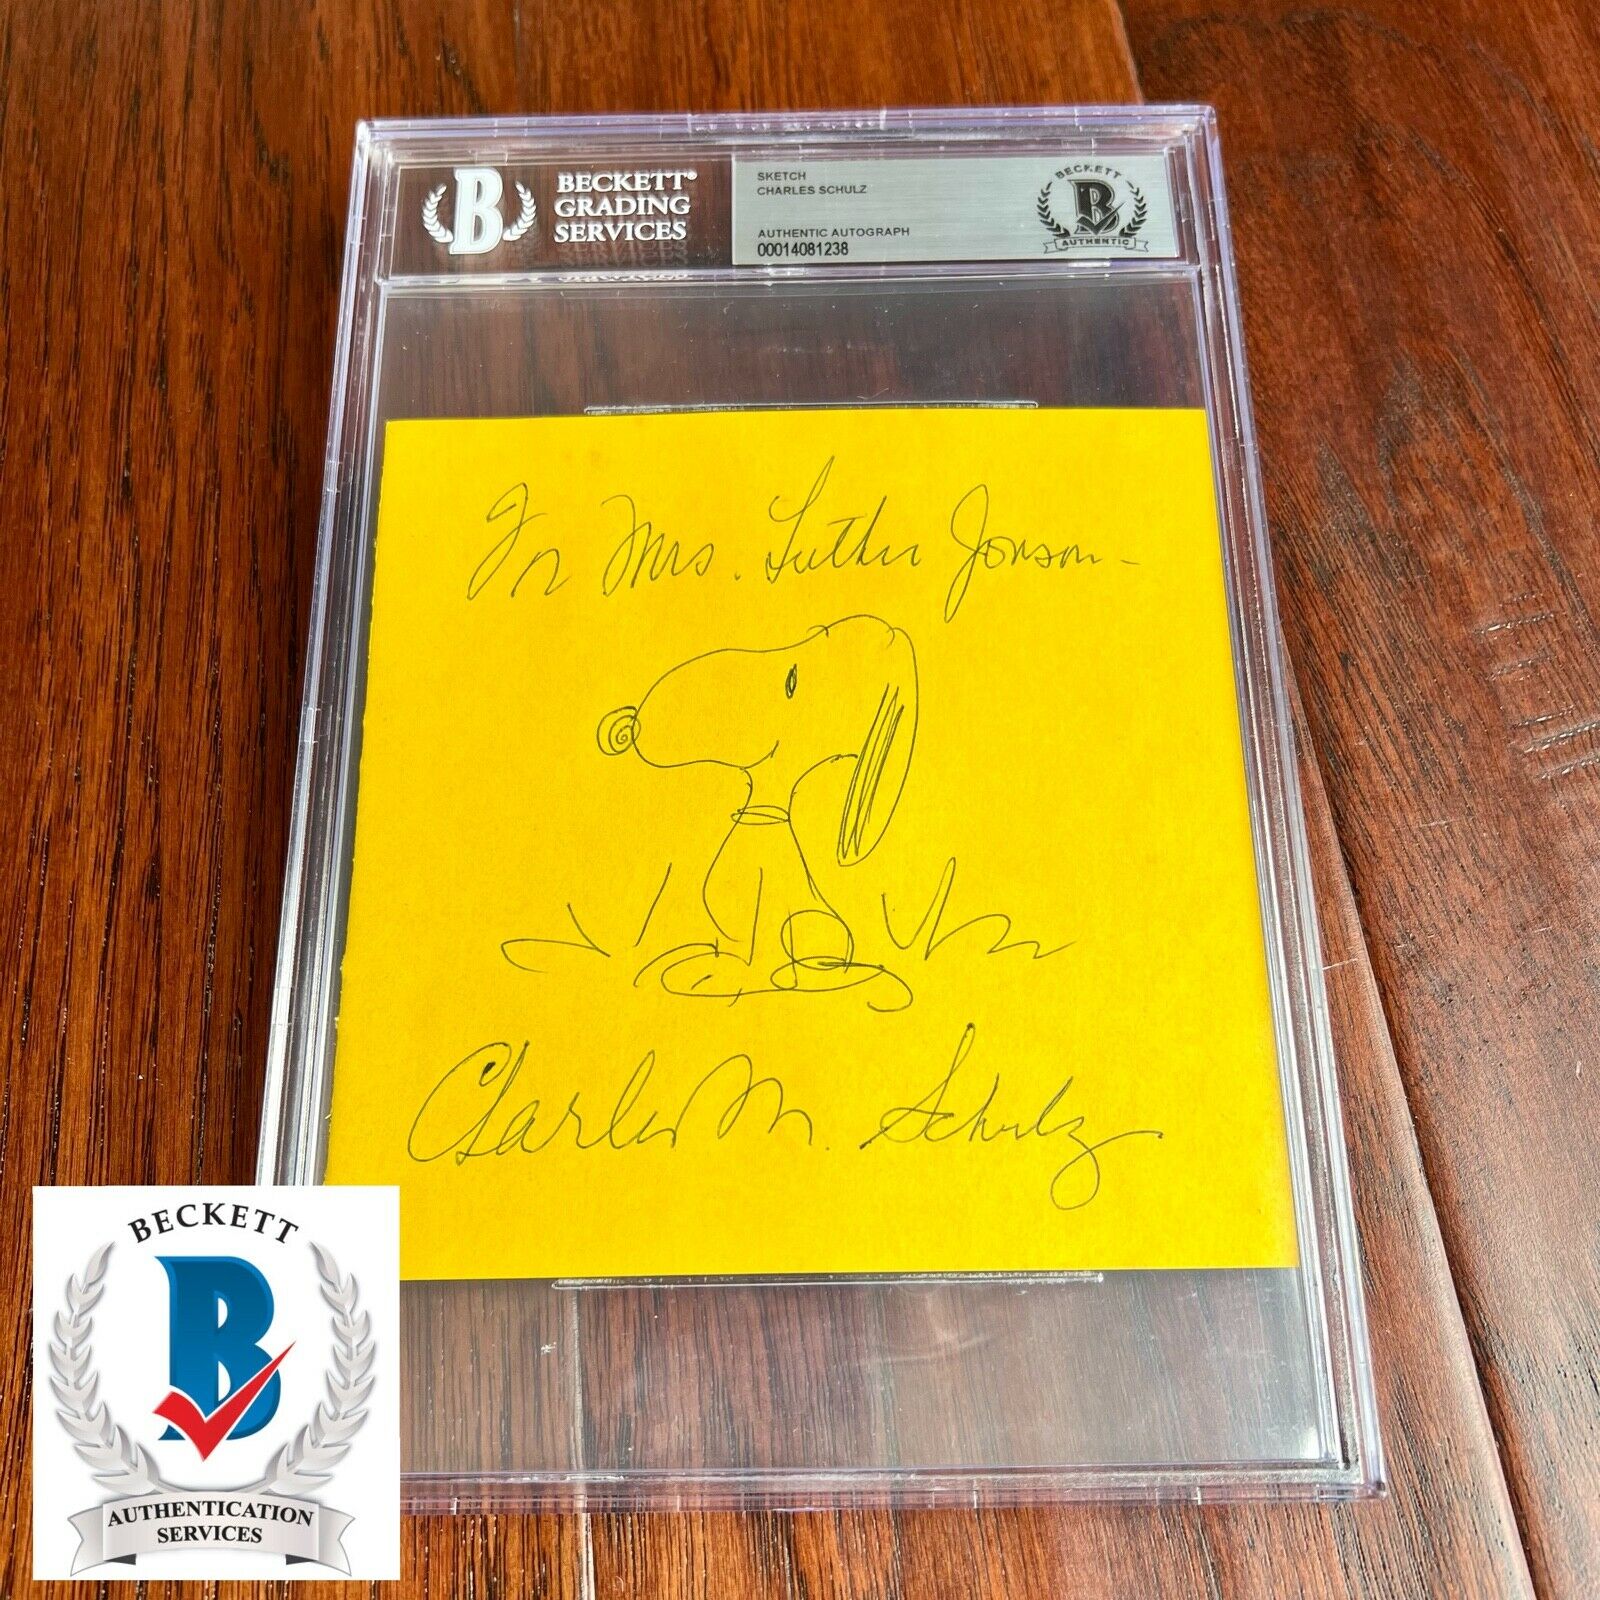 BECKETT®
GRADING
SERVICES
B
SKETCH
CHARLES SCHULZ
AUTHENTIC AUTOGRAPH
00014081238
BECKETT
B
AUTHENTIC
For Mrs. Luther Jonson-
Charles M. Schulz
BECKETT
B
AUTHENTICATION
SERVICES